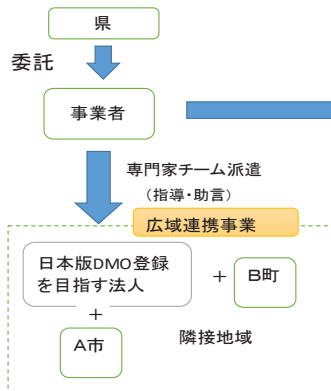 県
委託
事業者
専門家チーム派遣
(指導・助言)
広域連携事業
日本版DMO登録
を目指す法人
+
B町
+
A市
隣接地域